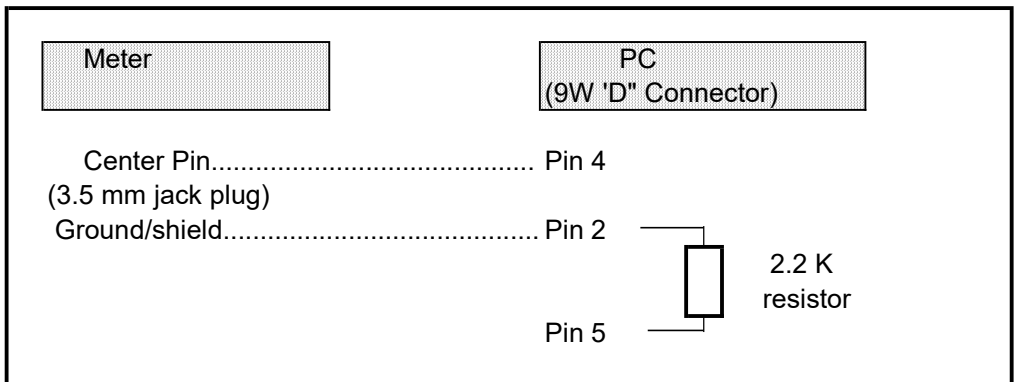 Meter
PC
(9W 'D" Connector)
Center Pin........................................... Pin 4
(3.5 mm jack plug)
Ground/shield.......................................... Pin 2
2.2 K
resistor
Pin 5